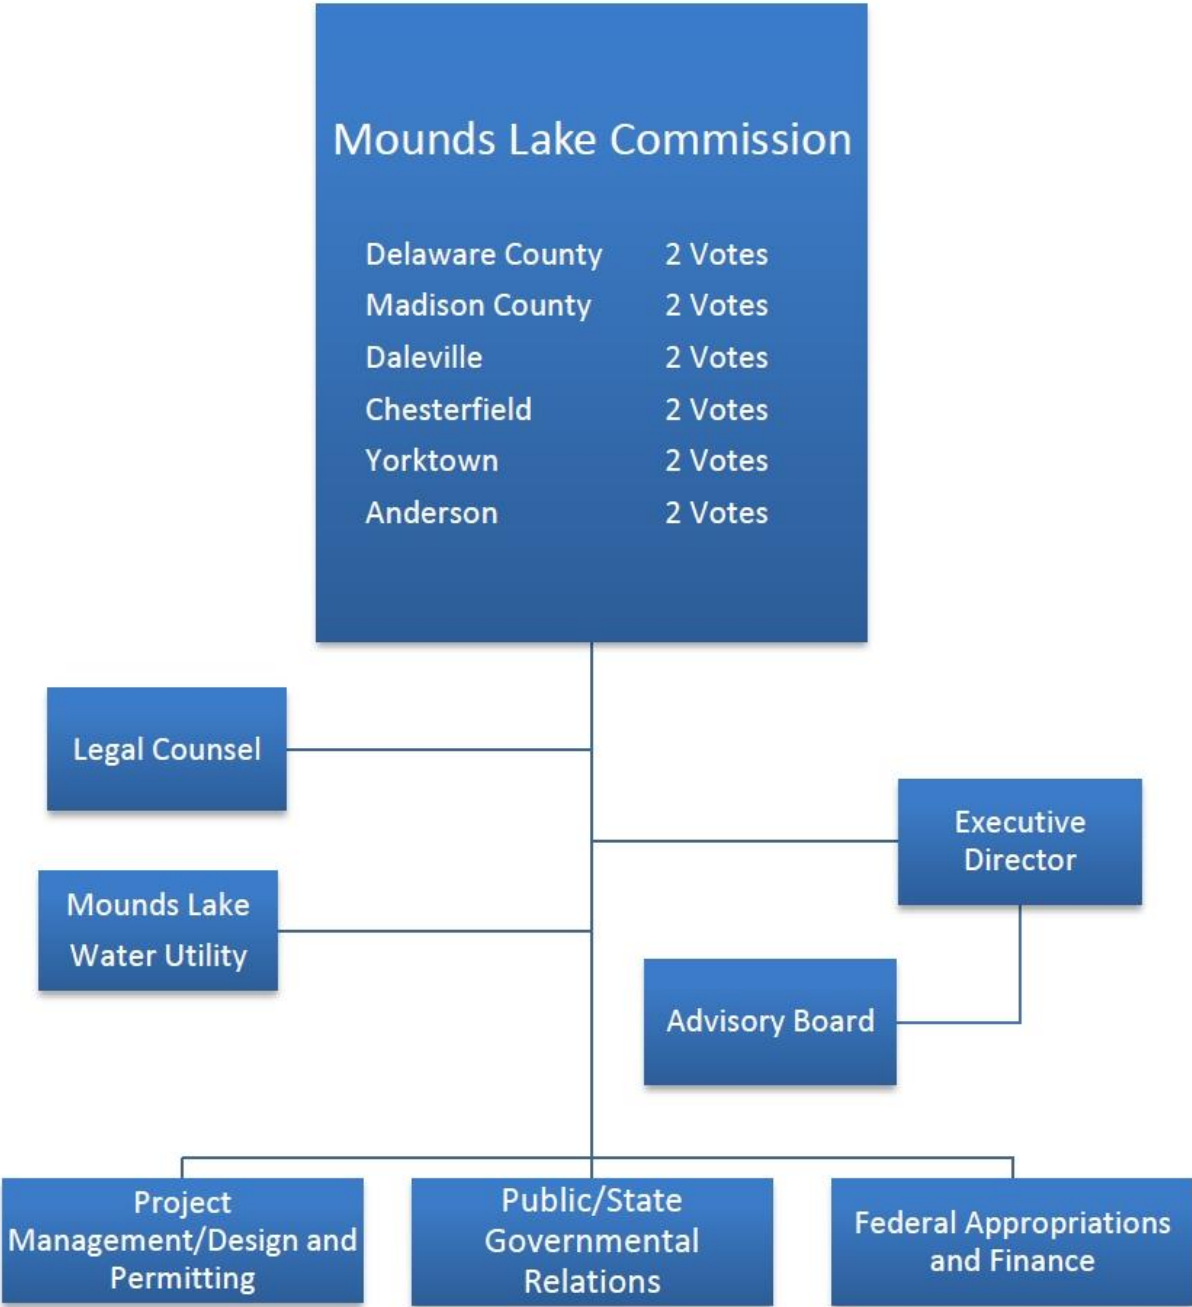 Mounds Lake Commission
Delaware County 2 Votes
Madison County 2 Votes
Daleville 2 Votes
Chesterfield 2 Votes
Yorktown 2 Votes
Anderson 2 Votes
Legal Counsel
Executive
Director
Mounds Lake
Water Utility
Advisory Board
Project
Management/Design and
Permitting
Public/State
Governmental
Relations
Federal Appropriations
and Finance